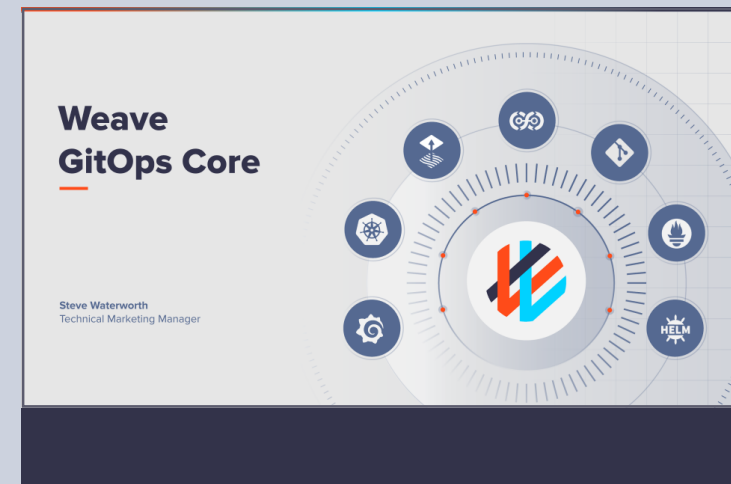 Weave
GitOps Core
Steve Waterworth
Technical Marketing Manager
HELM